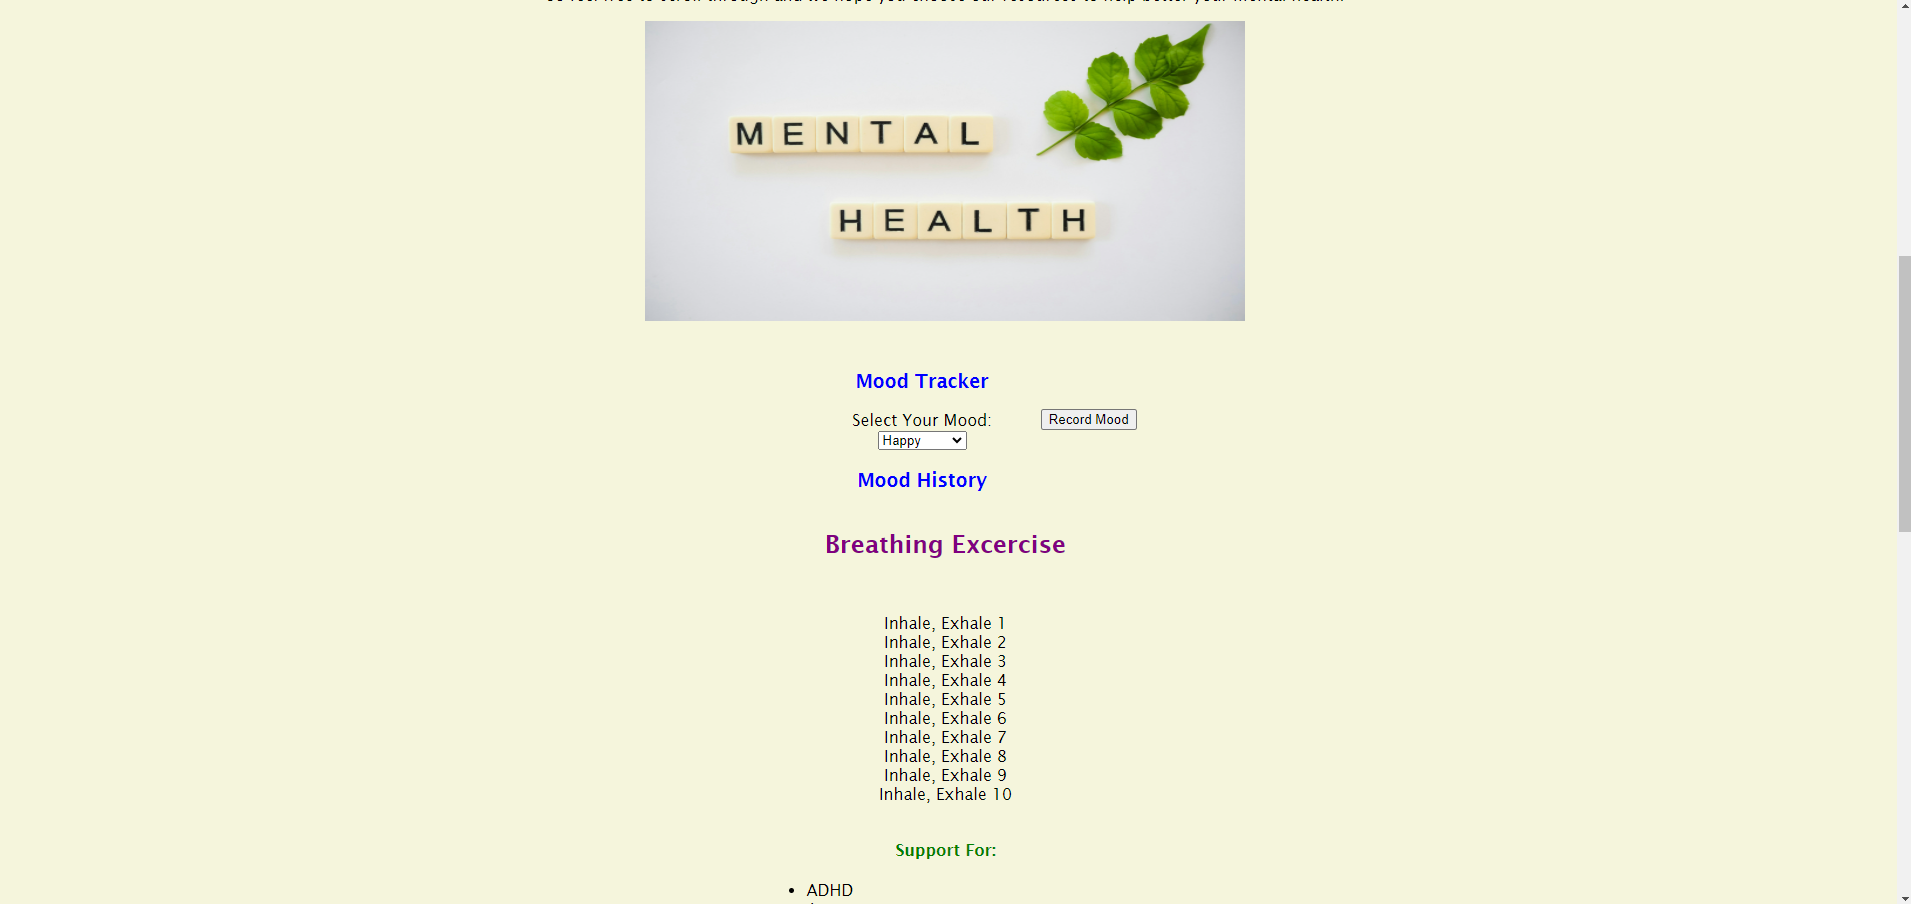 MENTAL
HEALTH
Mood Tracker
Select Your Mood:
Record Mood
Happy
Mood History
Breathing Excercise
Inhale, Exhale 1
Inhale, Exhale 2
Inhale, Exhale 3
Inhale, Exhale 4
Inhale, Exhale 5
Inhale, Exhale 6
Inhale, Exhale 7
Inhale, Exhale 8
Inhale, Exhale 9
Inhale, Exhale 10
Support For:
• ADHD